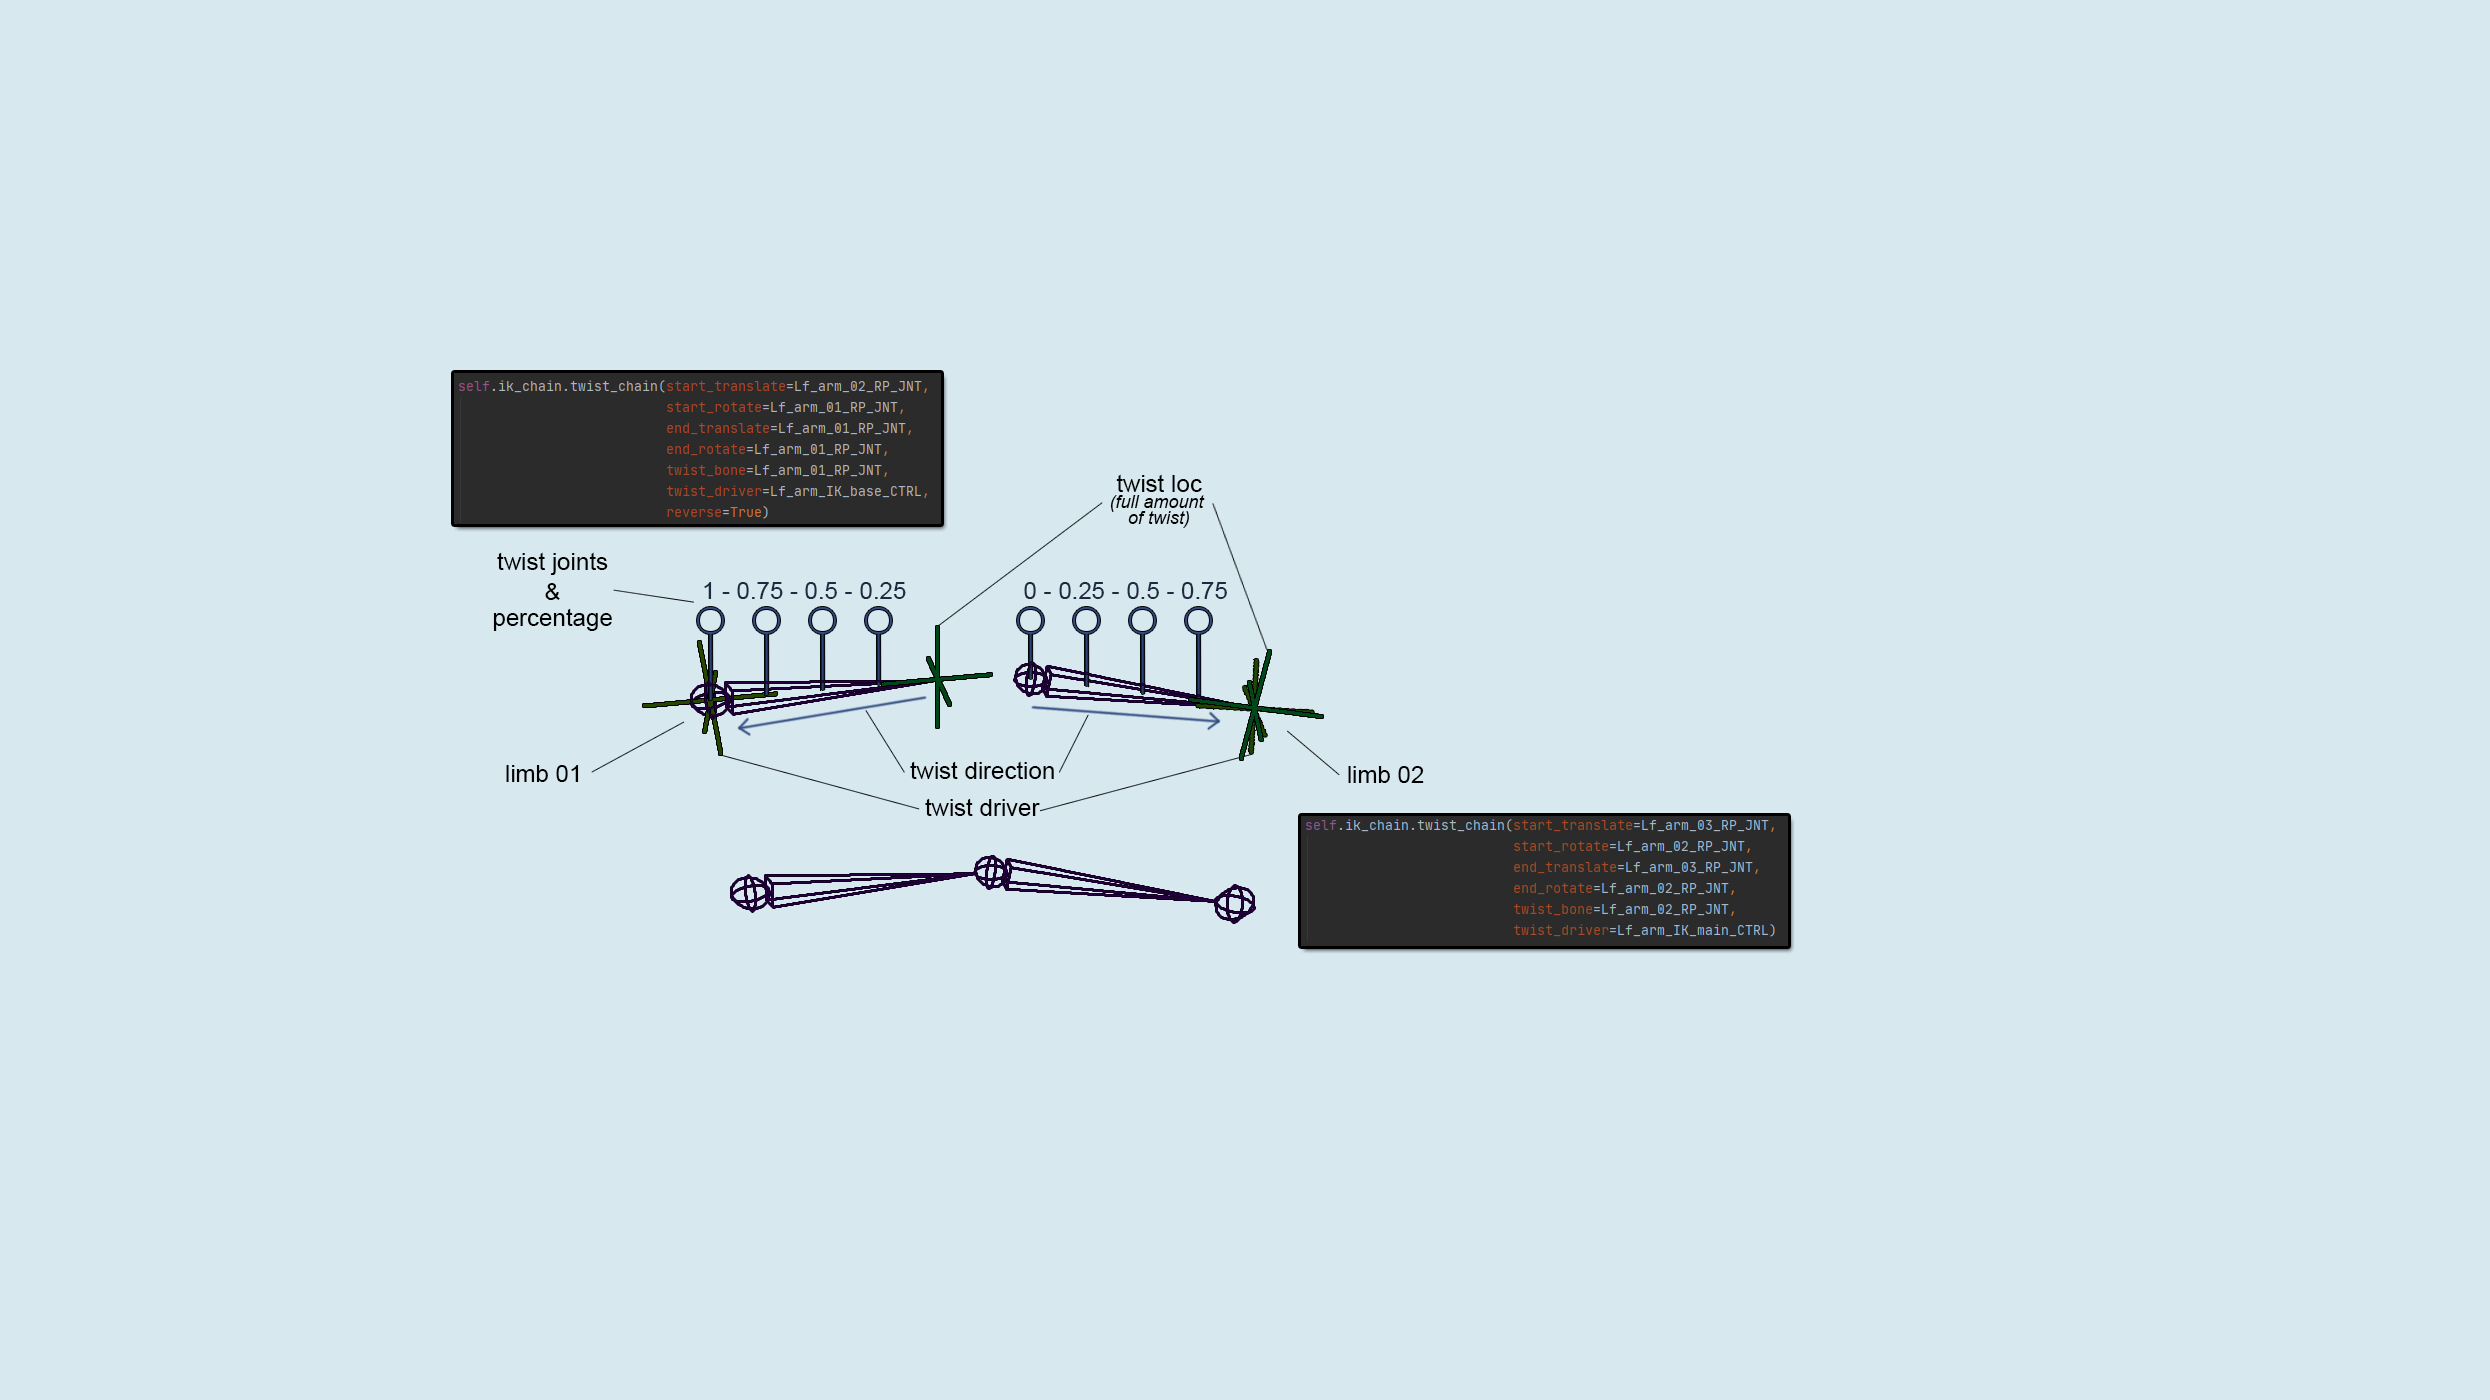 self.ik_chain.twist_chain(start_translate=Lf_arm_02_RP_JNT,
start_rotate=Lf_arm_01_RP_JNT,
end_translate=Lf_arm_01_RP_JNT,
end_rotate=Lf_arm_01_RP_JNT,
twist_bone=Lf_arm_01_RP_JNT,
twist_driver=Lf_arm_IK_base_CTRL,
reverse=True)
twist loc
(full amount
of twist)
twist joints
&
percentage
1 - 0.75 - 0.5 - 0.25
0 - 0.25 - 0.5 - 0.75
limb 01
twist direction
twist driver
limb 02
self.ik_chain.twist_chain(start_translate=Lf_arm_03_RP_JNT,
start_rotate=Lf_arm_02_RP_JNT,
end_translate=Lf_arm_03_RP_JNT,
end_rotate=Lf_arm_02_RP_JNT,
twist_bone=Lf_arm_02_RP_JNT,
twist_driver=Lf_arm_IK_main_CTRL)